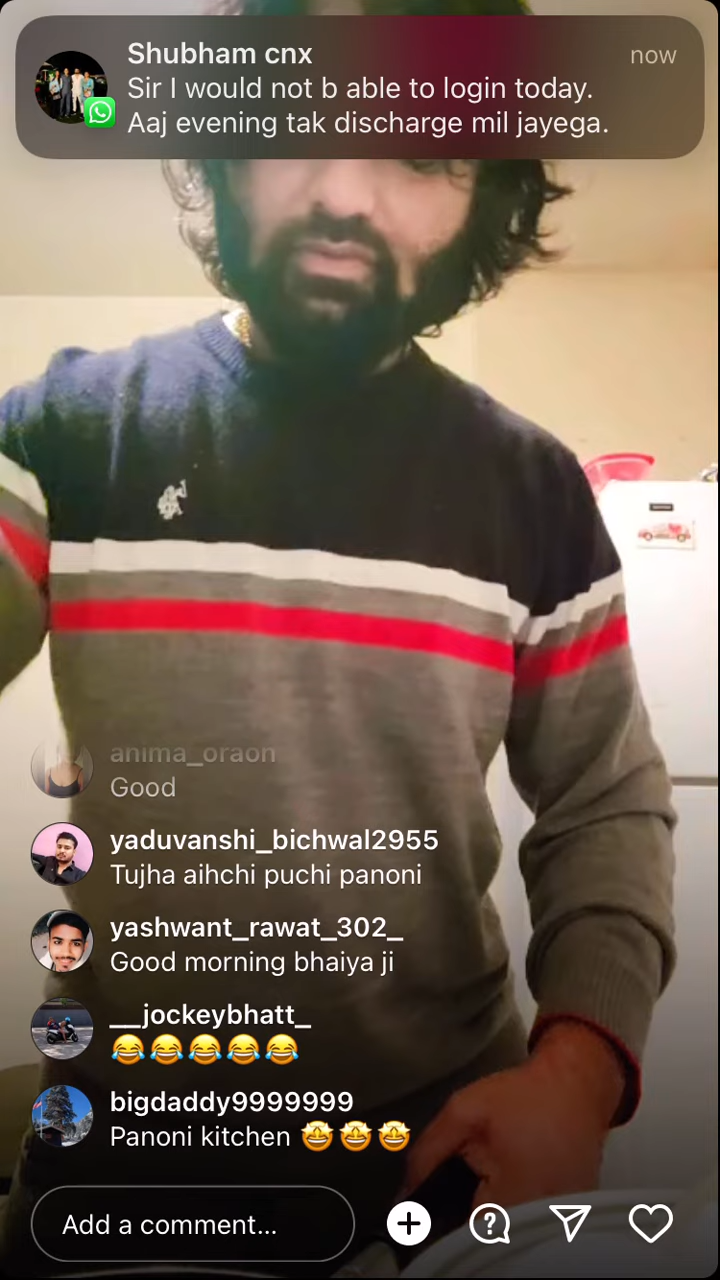 Shubham cnx
now
Sir I would not b able to login today.
Aaj evening tak discharge mil jayega.
anima_oraon
Good
yaduvanshi_bichwal2955
Tujha aihchi puchi panoni
yashwant_rawat_302_
Good morning bhaiya ji
__jockeybhatt_
😂😂😂😂😂
bigdaddy9999999
Panoni kitchen 🤩🤩🤩
Add a comment...